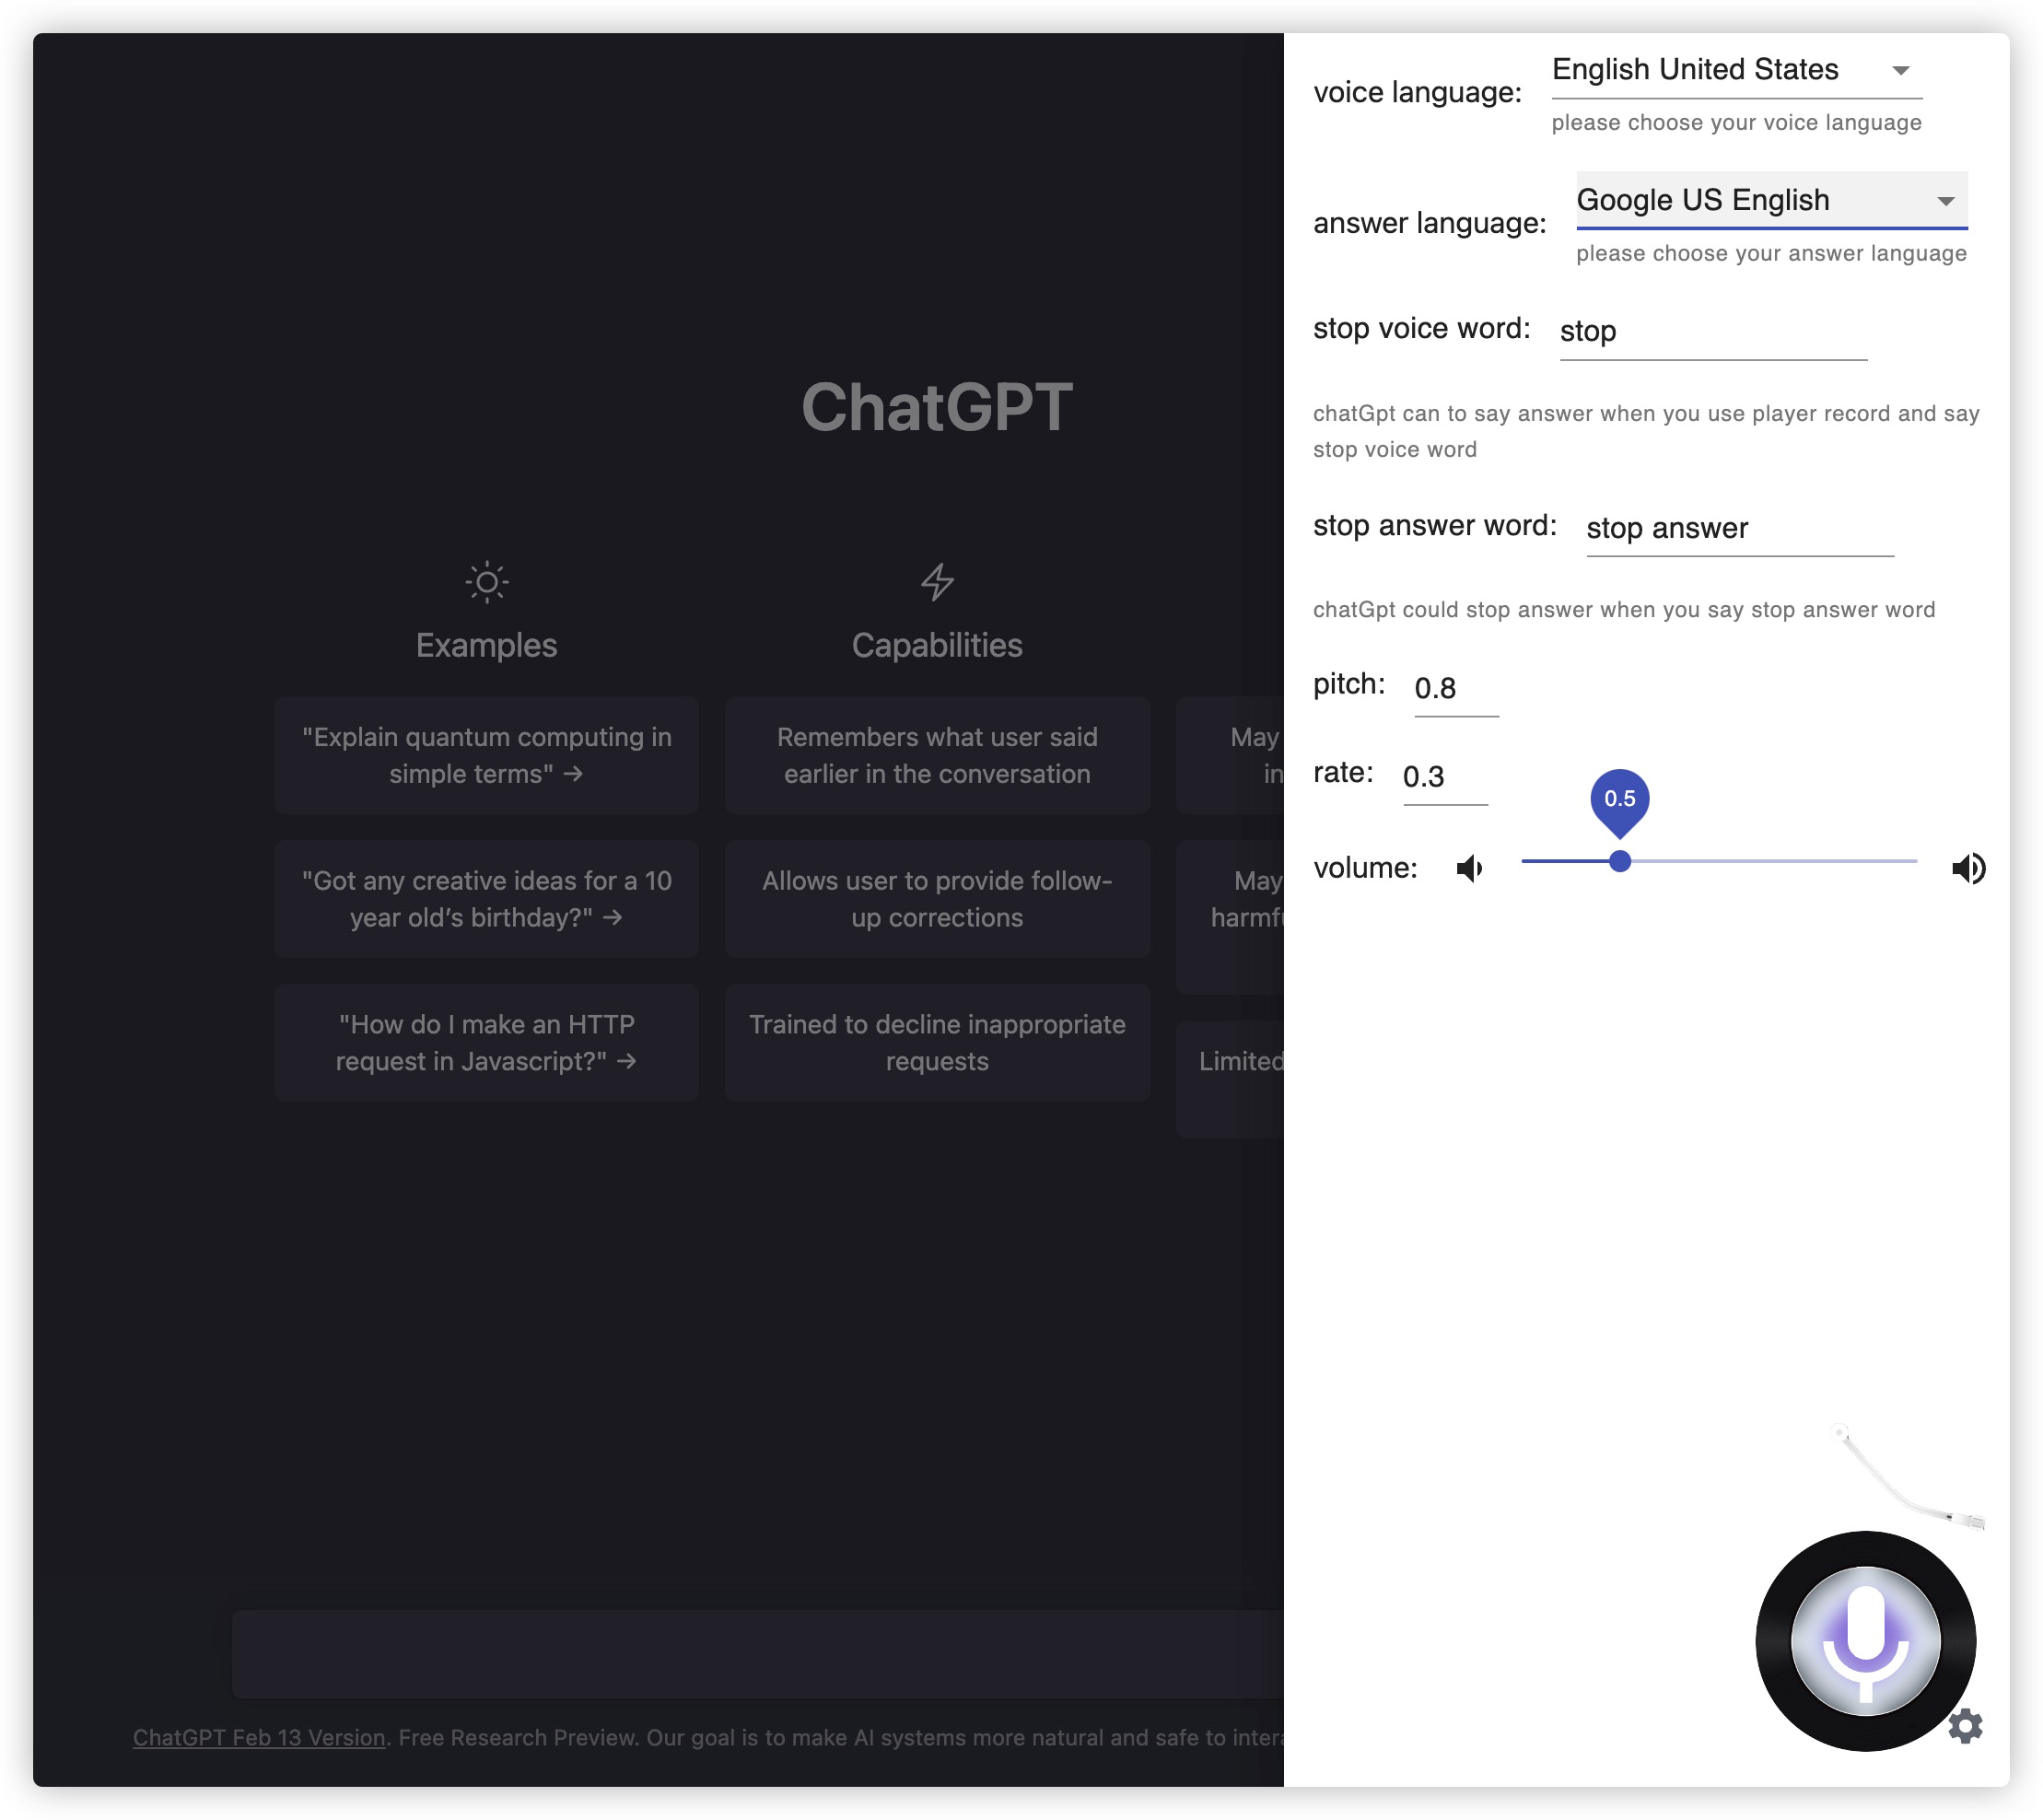 ChatGPT
Examples
"Explain quantum computing in
simple terms" →
"Got any creative ideas for a 10
year old’s birthday?" →
"How do I make an HTTP
request in Javascript?" →
Capabilities
Remembers what user said
earlier in the conversation
Allows user to provide follow-
up corrections
Trained to decline inappropriate
requests
May
in
May
harmf
Limited
ChatGPT Feb 13 Version. Free Research Preview. Our goal is to make AI systems more natural and safe to inter
voice language: English United States
please choose your voice language
answer language: Google US English
please choose your answer language
stop voice word: stop
chatGpt can to say answer when you use player record and say
stop voice word
stop answer word: stop answer
chatGpt could stop answer when you say stop answer word
pitch: 0.8
rate: 0.3
0.5
volume: